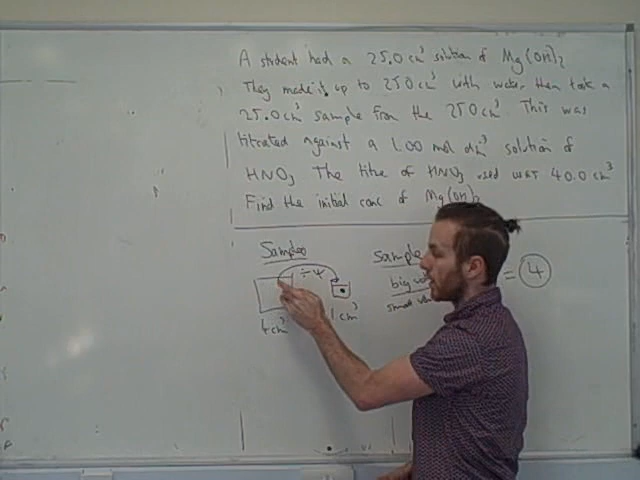 A student had a 25.0 cm³ solution of Mg(OH)₂
They made it up to 250 cm³ with water then took a
25.0 cm³ sample from the 250 cm³. This was
titrated against a 1.00 mol dm⁻³ solution of
HNO₃ The titre of HNO₃ used was 40.0 cm³
Find the initial conc of Mg(OH)₂
Samples
÷ 4
4 cm³
1 cm³
sample
big
small
= 4